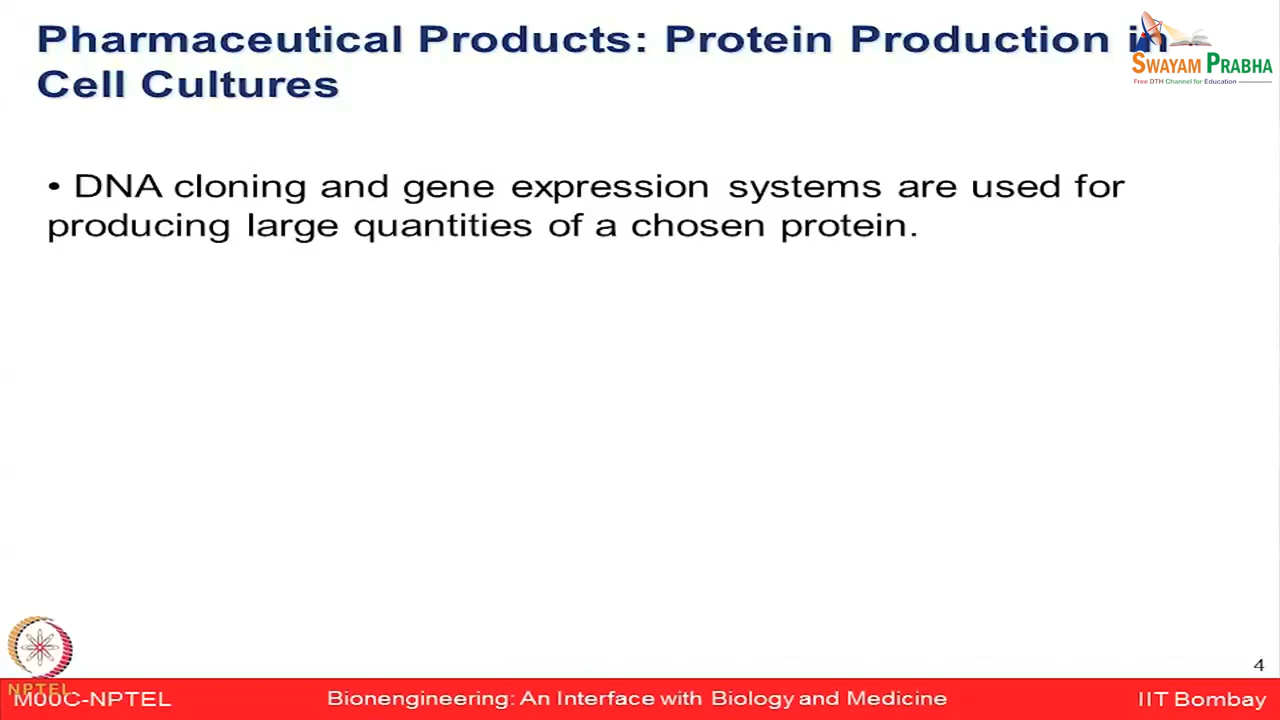 Pharmaceutical Products: Protein Production in
Cell Cultures
SWAYAM PRABHA
Free DTH Channel for Education
• DNA cloning and gene expression systems are used for
producing large quantities of a chosen protein.
4
NPTEL
M00C-NPTEL
Bionengineering: An Interface with Biology and Medicine
IIT Bombay